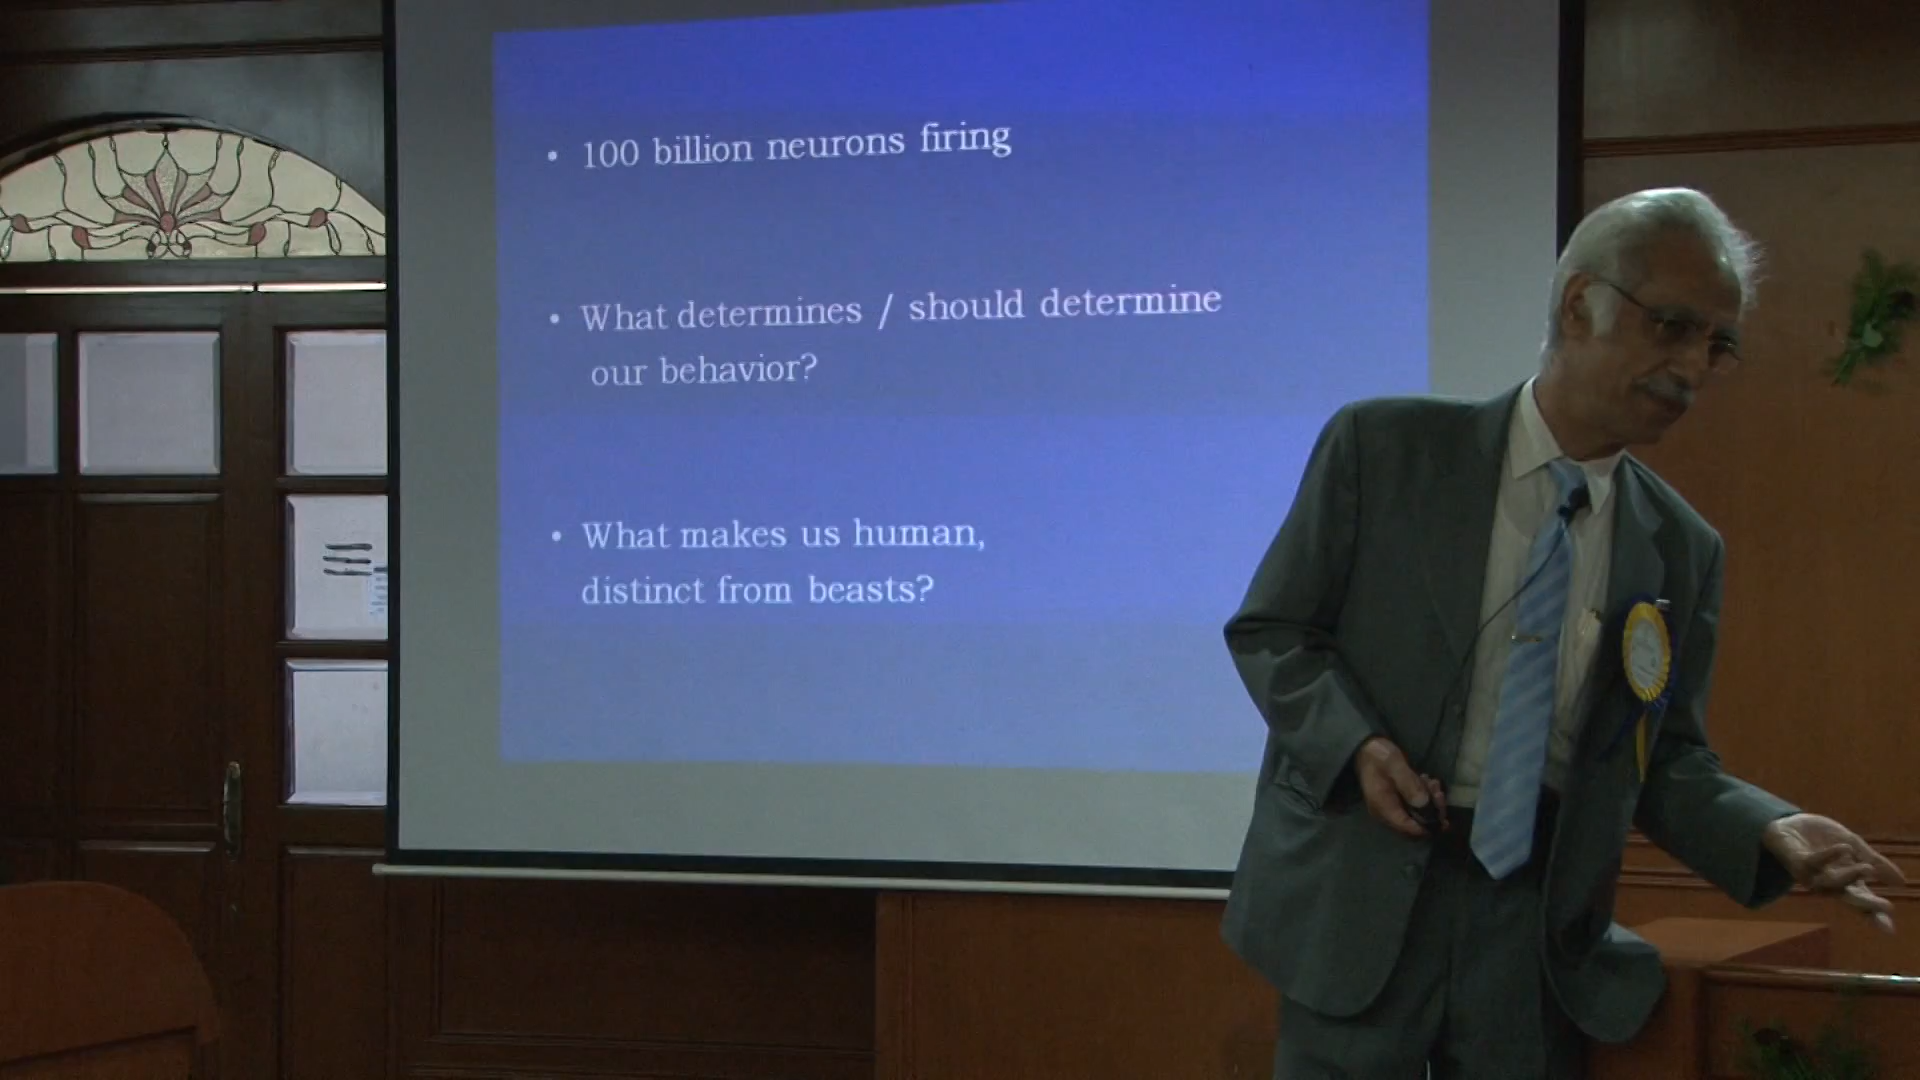 • 100 billion neurons firing
• What determines / should determine
our behavior?
• What makes us human,
distinct from beasts?